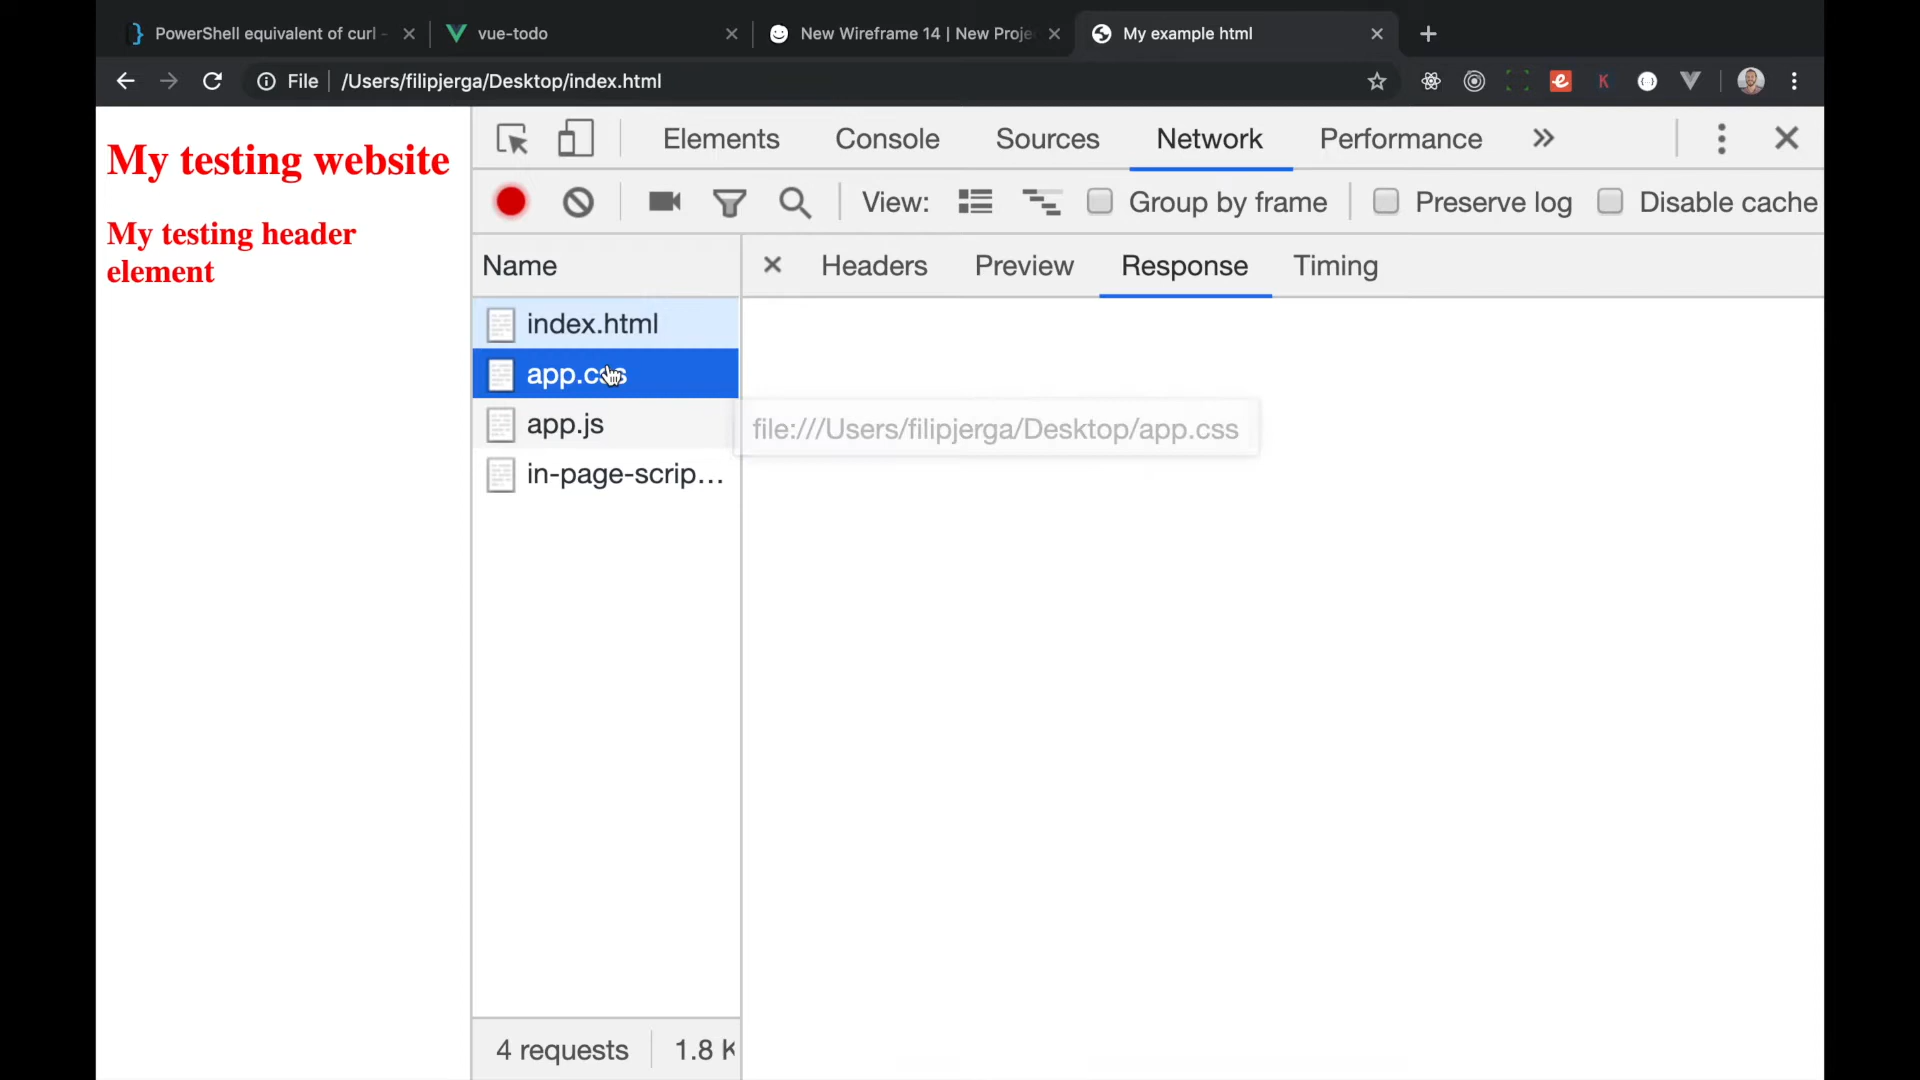 PowerShell equivalent of curl -
vue-todo
New Wireframe 14 | New Proje
My example html
File
/Users/filipjerga/Desktop/index.html
My testing website
My testing header
element
Elements
Console
Sources
Network
Performance
View:
Group by frame
Preserve log
Disable cache
Name
Headers
Preview
Response
Timing
index.html
app.css
app.js
file:///Users/filipjerga/Desktop/app.css
in-page-scrip...
4 requests
1.8 K